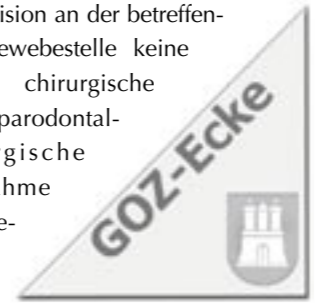 ision an der betreffen-
ewebestelle keine
chirurgische
parodontal-
gische
hme
e-
GOZ-Ecke